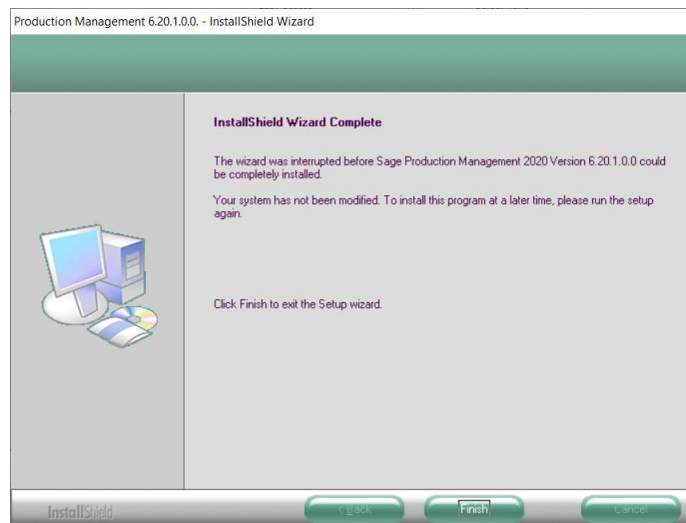 Production Management 6.20.1.0.0. - InstallShield Wizard
InstallShield Wizard Complete
The wizard was interrupted before Sage Production Management 2020 Version 6.20.1.0.0 could
be completely installed.
Your system has not been modified. To install this program at a later time, please run the setup
again.
Click Finish to exit the Setup wizard.
InstallShield
< Back
Finish
Cancel